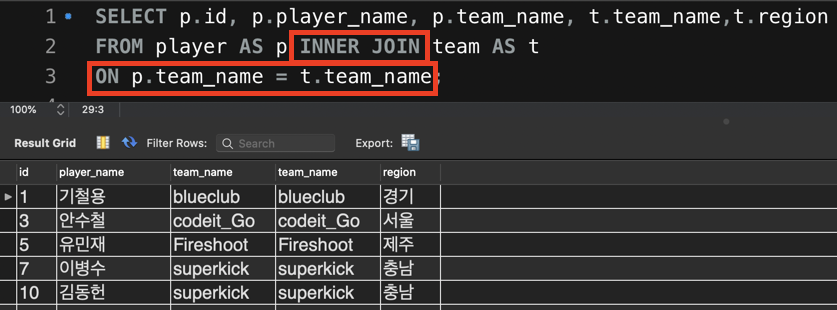 1 SELECT p.id, p.player_name, p.team_name, t.team_name,t.region
2 FROM player AS p INNER JOIN team AS t
3 ON p.team_name = t.team_name;
100% 29:3
Result Grid Filter Rows: Search Export:
id player_name team_name team_name region
1 기철용 blueclub blueclub 경기
3 안수철 codeit_Go codeit_Go 서울
5 유민재 Fireshoot Fireshoot 제주
7 이병수 superkick superkick 충남
10 김동헌 superkick superkick 충남